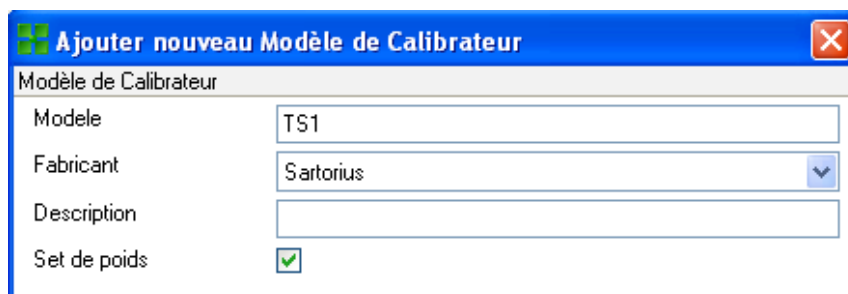 Ajouter nouveau Modèle de Calibrateur
Modèle de Calibrateur
Modele TS1
Fabricant Sartorius
Description
Set de poids